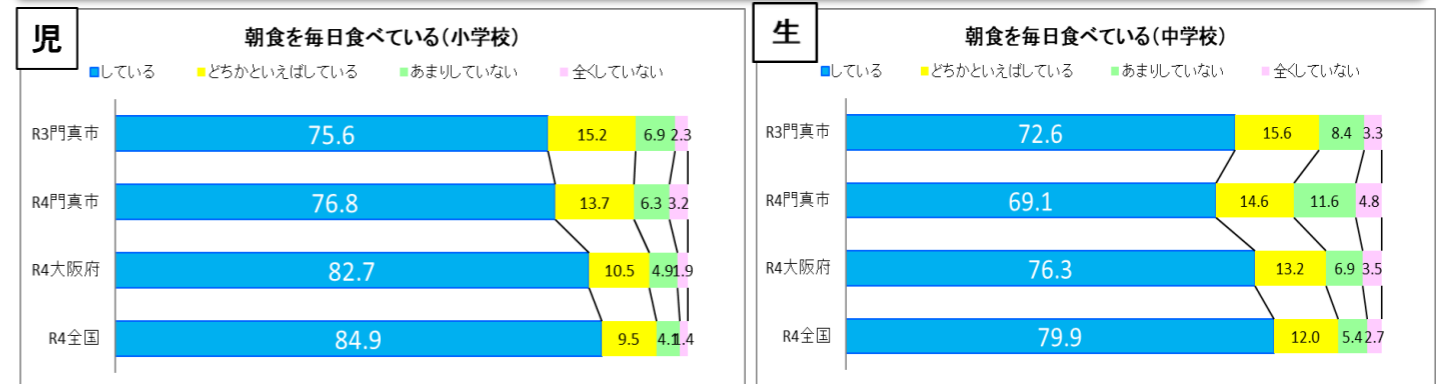 児
朝食を毎日食べている(小学校)
している どちかといえばしている あまりしていない 全くしていない
R3門真市 75.6 15.2 6.9 2.3
R4門真市 76.8 13.7 6.3 3.2
R4大阪府 82.7 10.5 4.9 1.9
R4全国 84.9 9.5 4.1 1.4
生
朝食を毎日食べている(中学校)
している どちかといえばしている あまりしていない 全くしていない
R3門真市 72.6 15.6 8.4 3.3
R4門真市 69.1 14.6 11.6 4.8
R4大阪府 76.3 13.2 6.9 3.5
R4全国 79.9 12.0 5.4 2.7